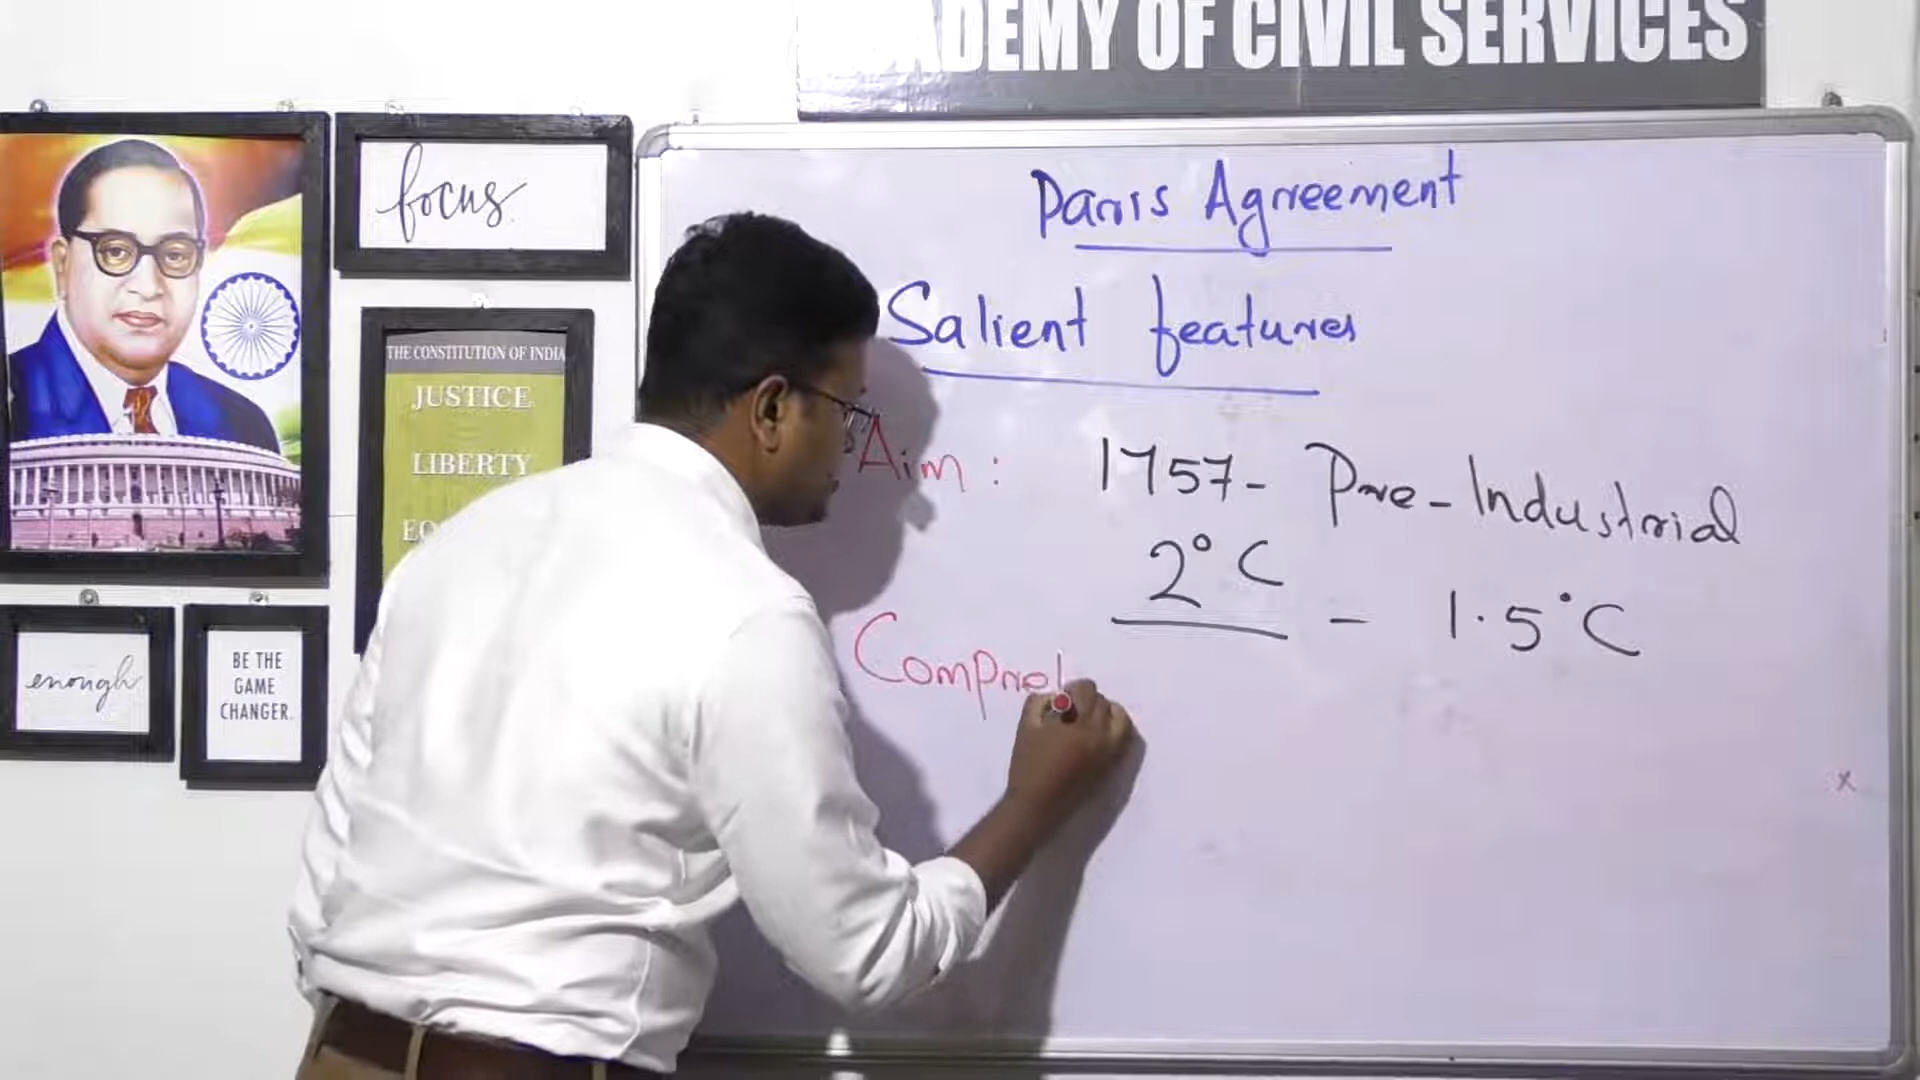 ADEMY OF CIVIL SERVICES
focus.
THE CONSTITUTION OF INDIA
JUSTICE
LIBERTY
enough
BE THE
GAME
CHANGER.
Paris Agreement
Salient features
Aim : 1757 - Pre - Industrial
2°C - 1.5°C
Compreh
x